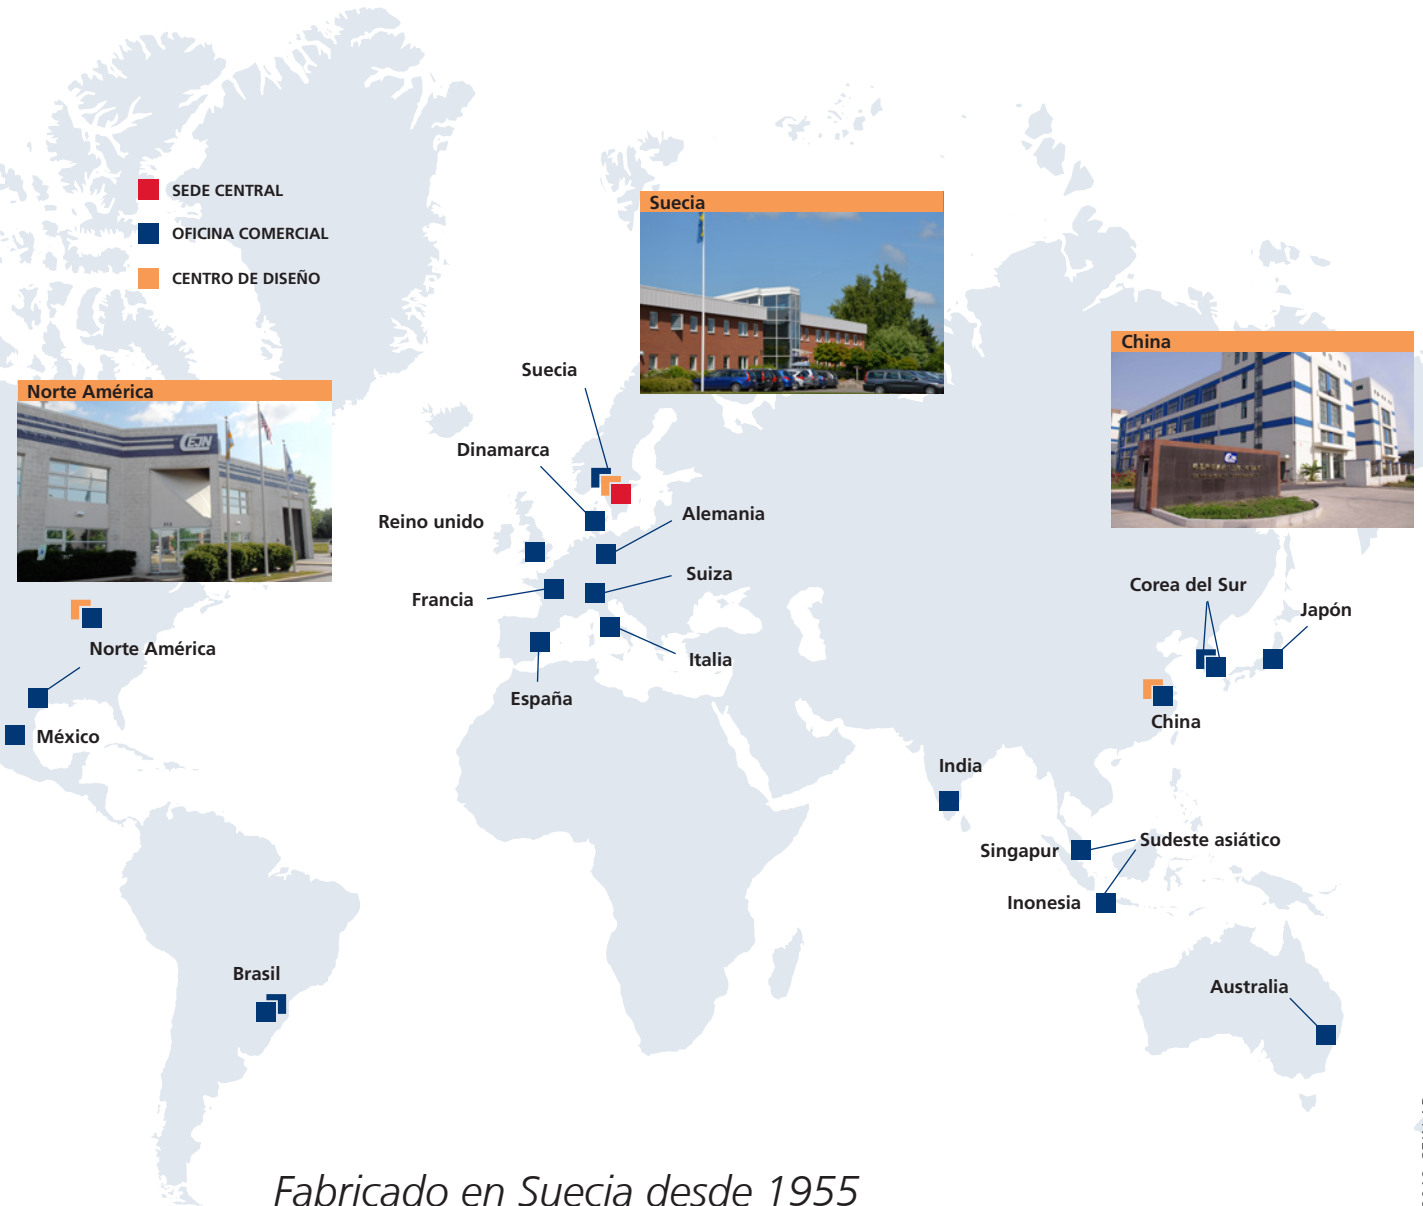 SEDE CENTRAL
OFICINA COMERCIAL
CENTRO DE DISEÑO
Suecia
China
Norte América
CEJN
Suecia
Dinamarca
Reino unido
Alemania
Suiza
Francia
Italia
España
Corea del Sur
Japón
China
Norte América
México
India
Singapur
Sudeste asiático
Inonesia
Brasil
Australia
Fabricado en Suecia desde 1955